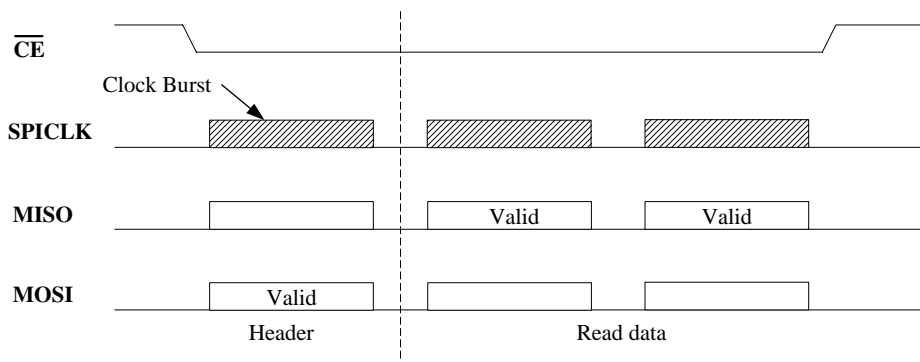 CE
Clock Burst
SPICLK
MISO
Valid
Valid
MOSI
Valid
Header
Read data